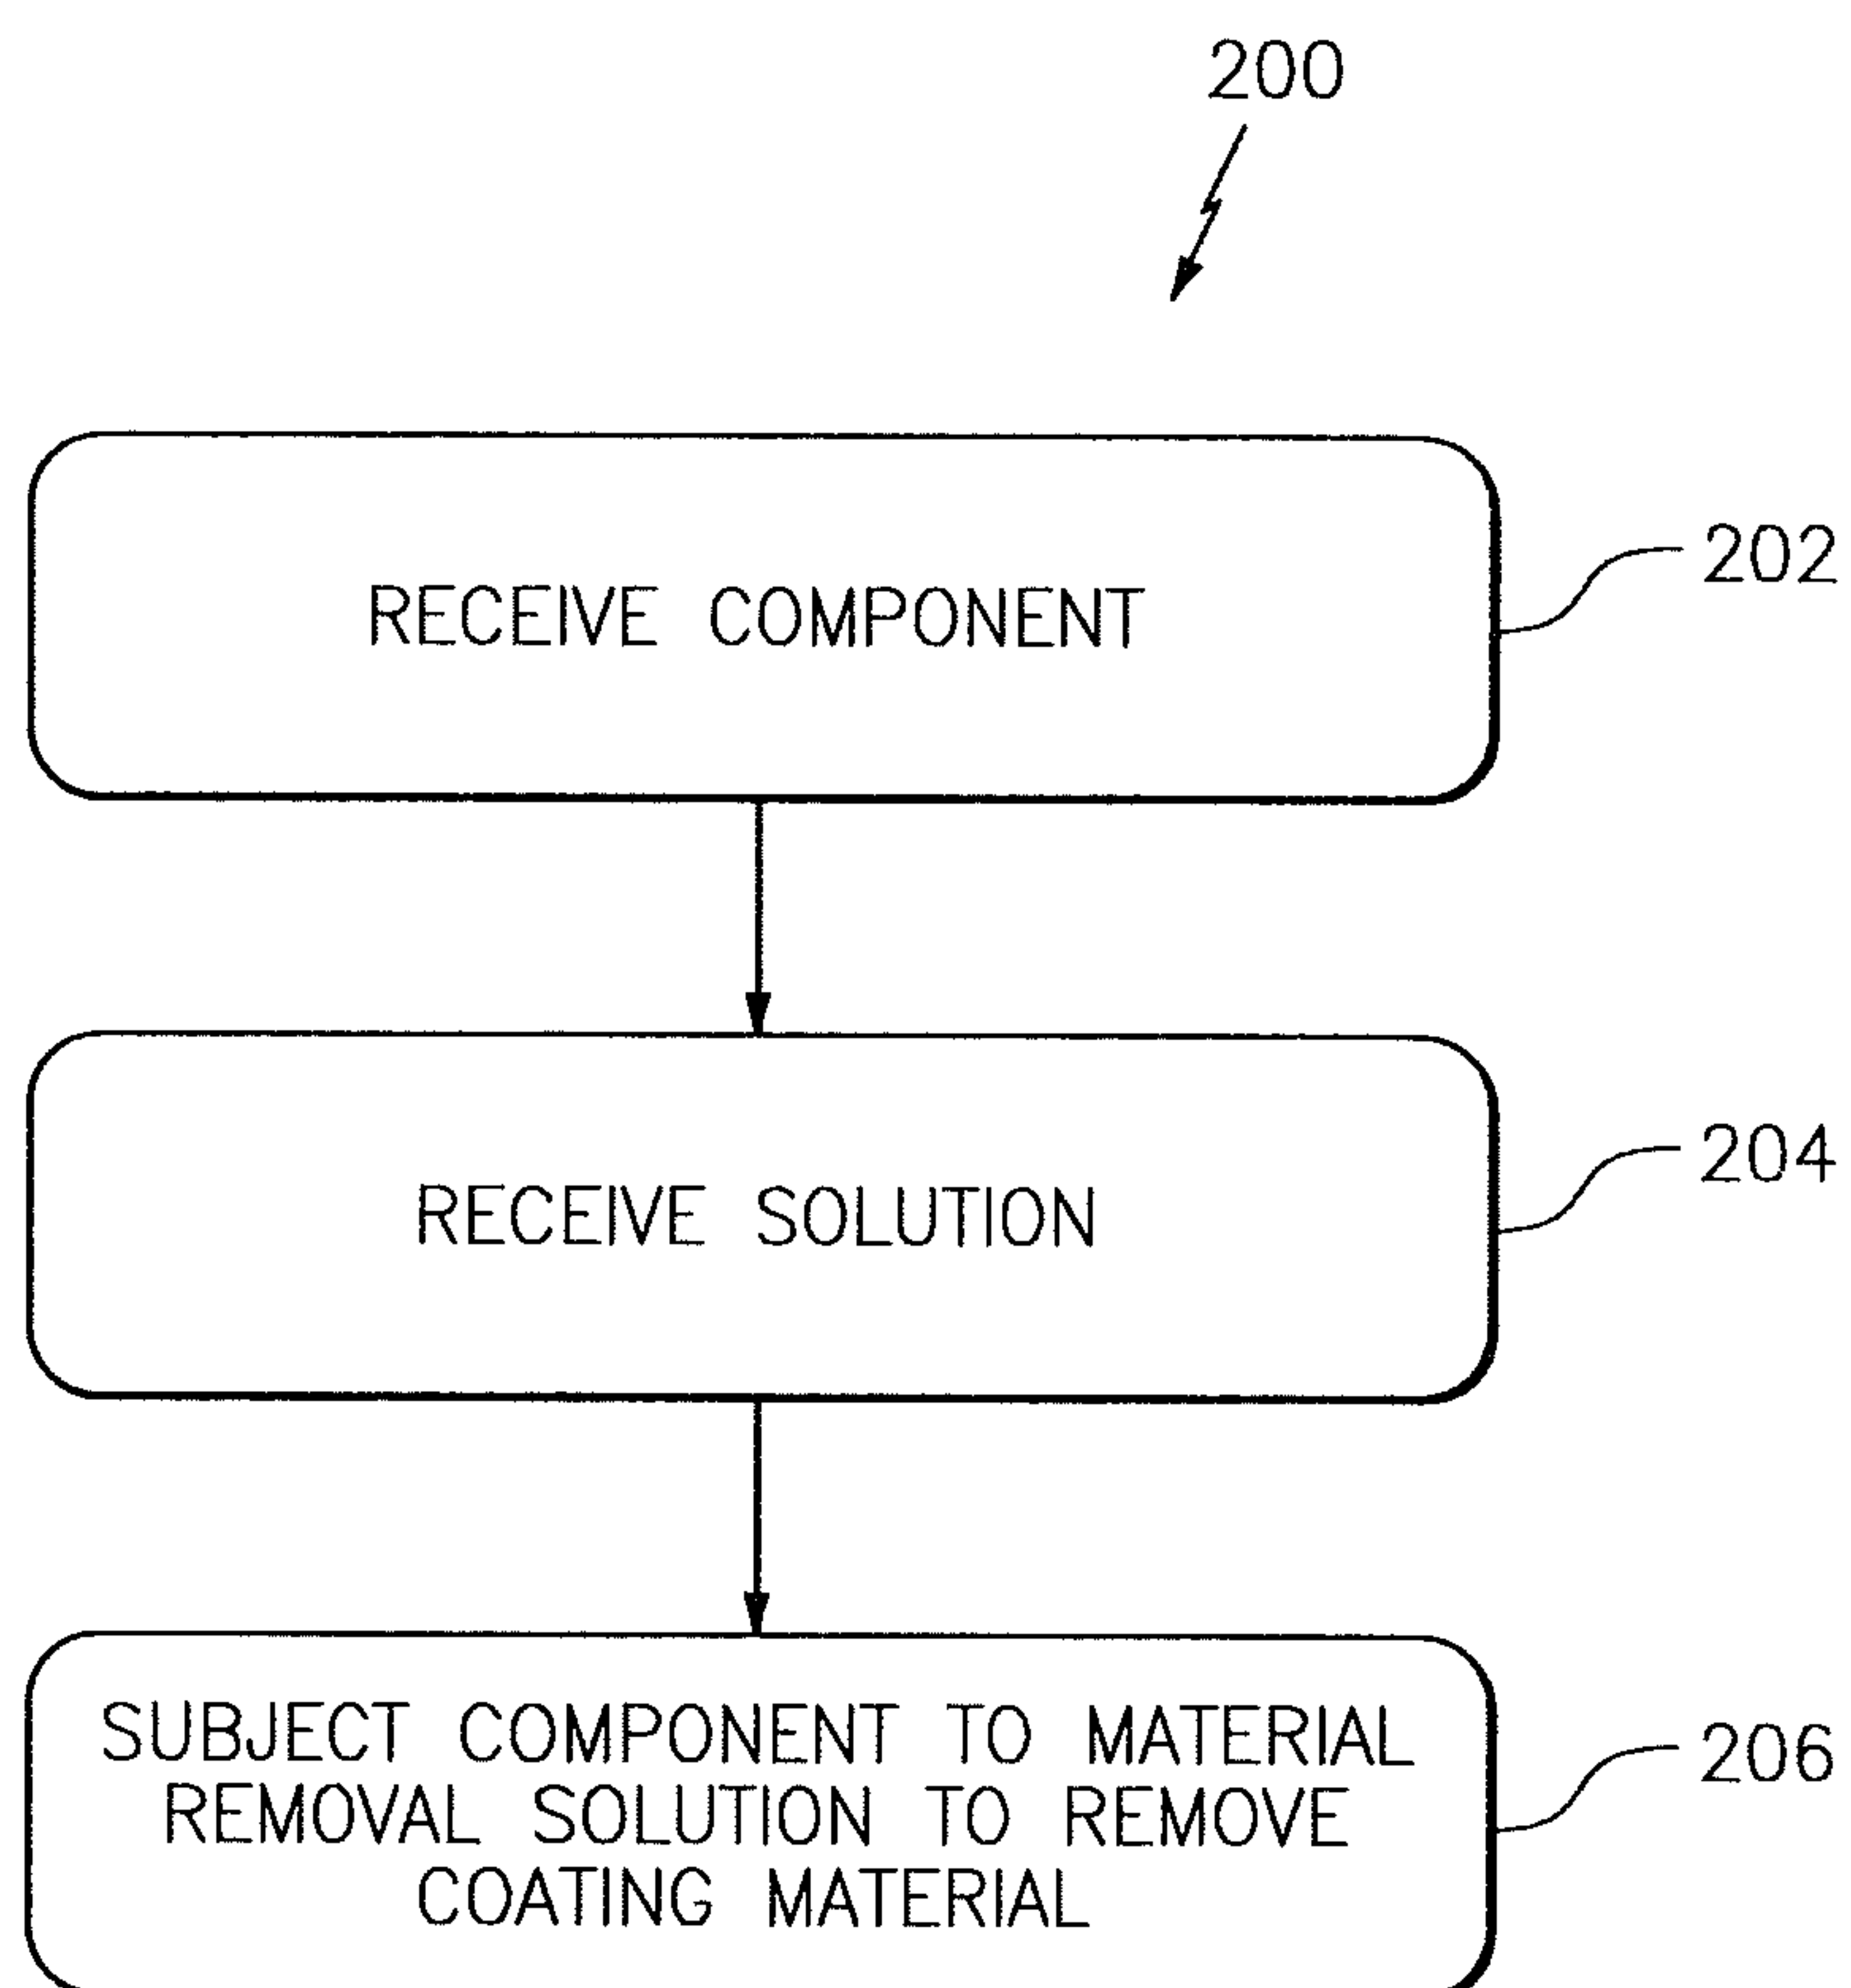 200
RECEIVE COMPONENT
202
RECEIVE SOLUTION
204
SUBJECT COMPONENT TO MATERIAL
REMOVAL SOLUTION TO REMOVE
COATING MATERIAL
206